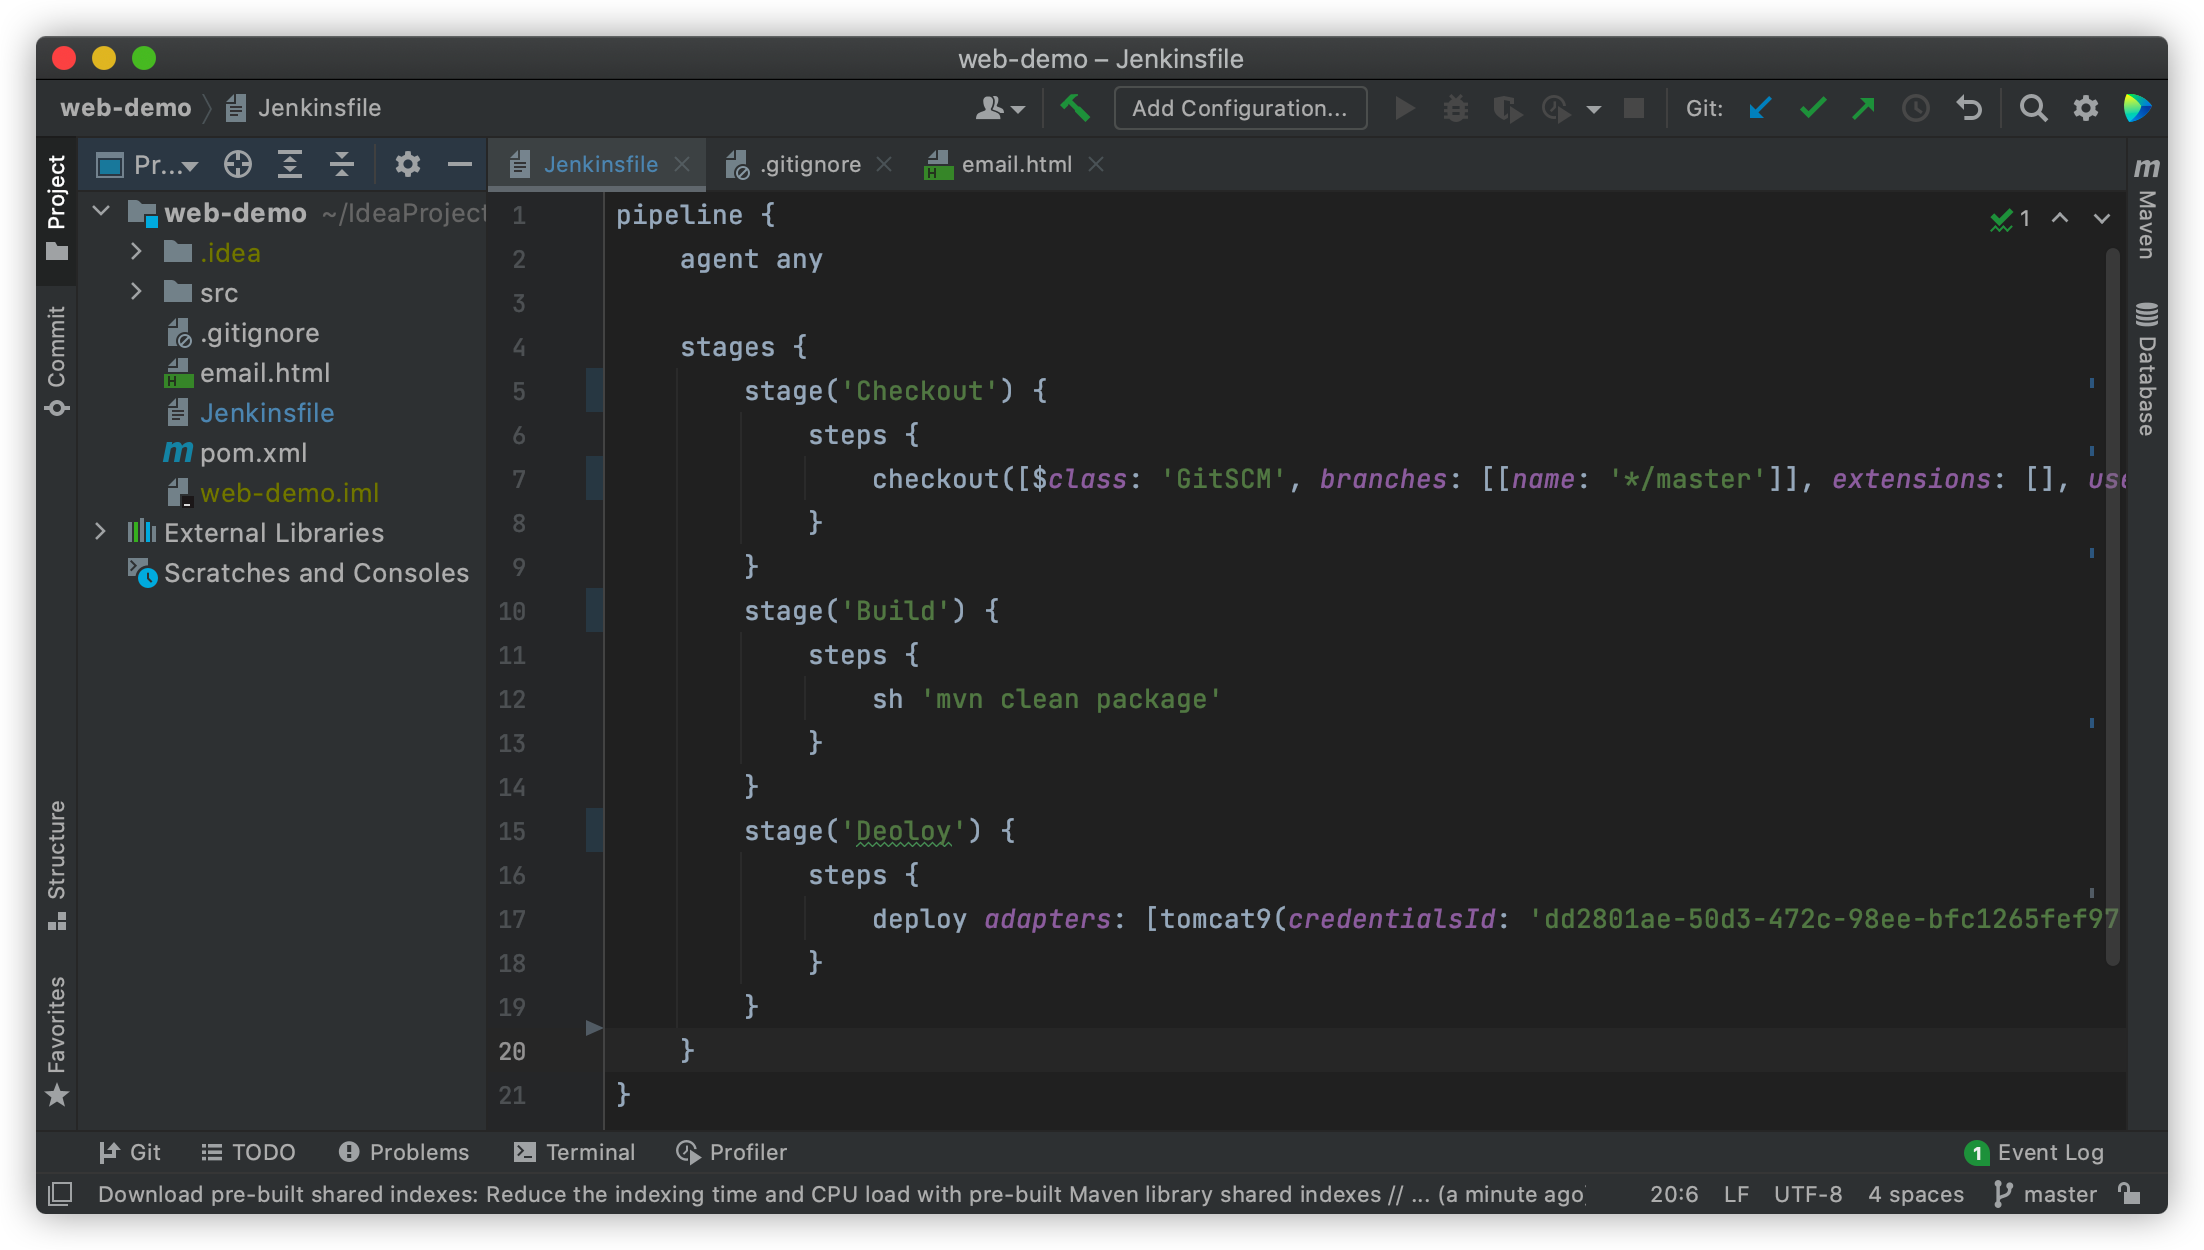 web-demo – Jenkinsfile
web-demo Jenkinsfile
Add Configuration...
Git:
Project
Commit
Structure
Favorites
Pr...
web-demo ~/IdeaProject
.idea
src
.gitignore
email.html
Jenkinsfile
pom.xml
web-demo.iml
External Libraries
Scratches and Consoles
Jenkinsfile .gitignore email.html
1 pipeline {
2 agent any
3
4 stages {
5 stage('Checkout') {
6 steps {
7 checkout([$class: 'GitSCM', branches: [[name: '*/master']], extensions: [], use
8 }
9 }
10 stage('Build') {
11 steps {
12 sh 'mvn clean package'
13 }
14 }
15 stage('Deoloy') {
16 steps {
17 deploy adapters: [tomcat9(credentialsId: 'dd2801ae-50d3-472c-98ee-bfc1265fef97
18 }
19 }
20 }
21 }
1
m Maven
Database
Git TODO Problems Terminal Profiler
1 Event Log
Download pre-built shared indexes: Reduce the indexing time and CPU load with pre-built Maven library shared indexes // ... (a minute ago)
20:6 LF UTF-8 4 spaces master